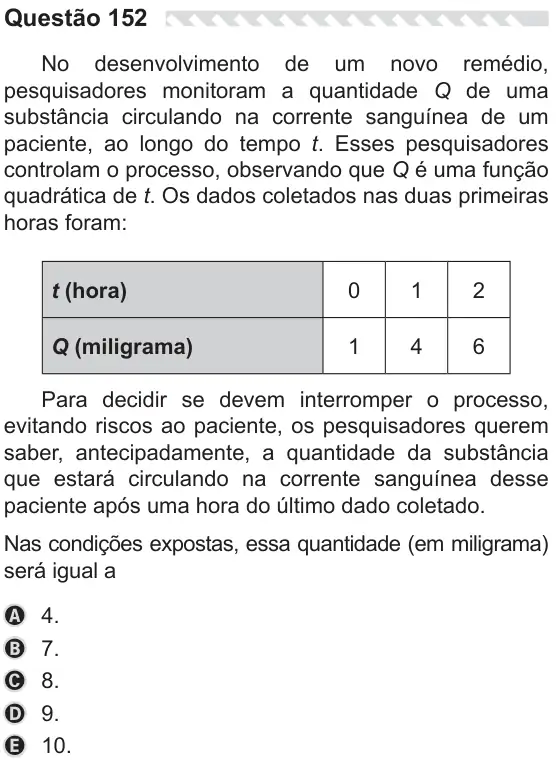 Questão 152
No desenvolvimento de um novo remédio,
pesquisadores monitoram a quantidade Q de uma
substância circulando na corrente sanguínea de um
paciente, ao longo do tempo t. Esses pesquisadores
controlam o processo, observando que Q é uma função
quadrática de t. Os dados coletados nas duas primeiras
horas foram:
t (hora) 0 1 2
Q (miligrama) 1 4 6
Para decidir se devem interromper o processo,
evitando riscos ao paciente, os pesquisadores querem
saber, antecipadamente, a quantidade da substância
que estará circulando na corrente sanguínea desse
paciente após uma hora do último dado coletado.
Nas condições expostas, essa quantidade (em miligrama)
será igual a
A 4.
B 7.
C 8.
D 9.
E 10.